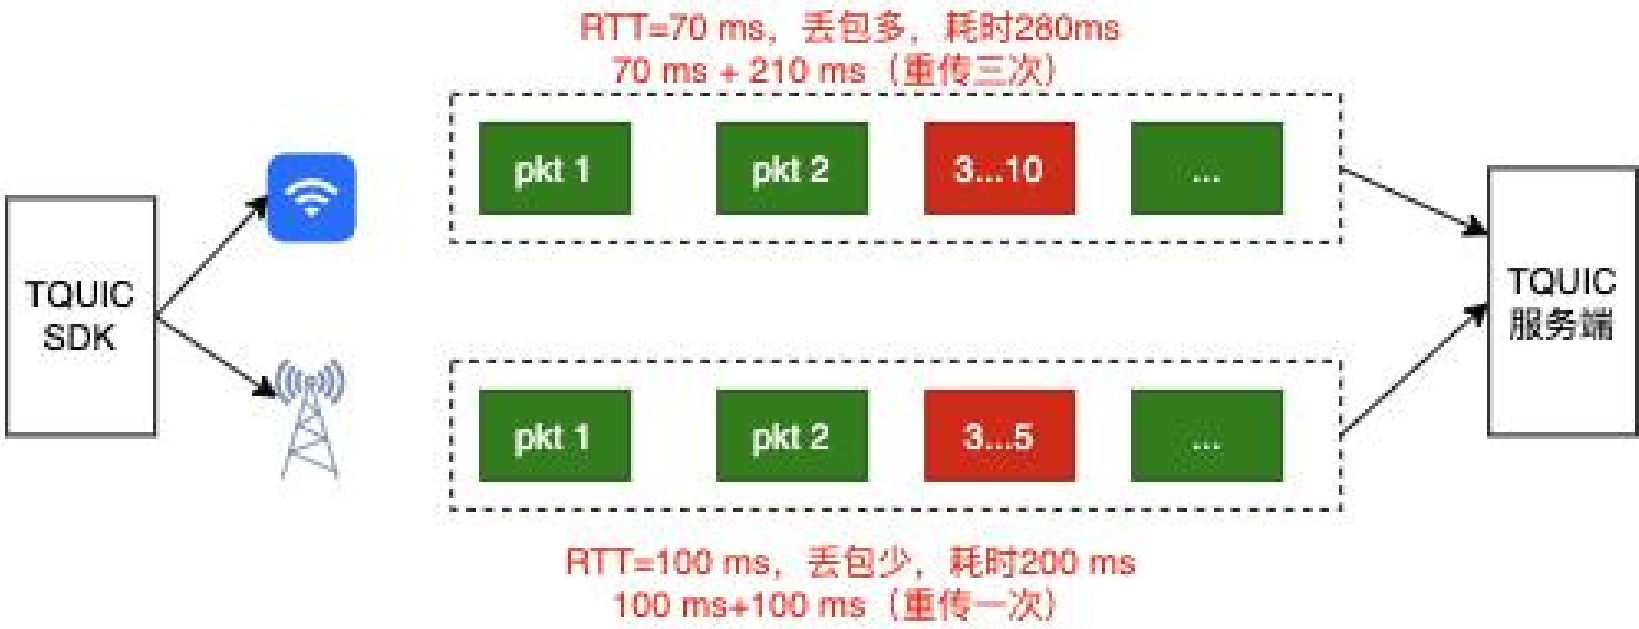 RTT=70 ms，丢包多，耗时280ms
70 ms + 210 ms（重传三次）
pkt 1
pkt 2
3...10
...
TQUIC
SDK
TQUIC
服务端
pkt 1
pkt 2
3...5
...
RTT=100 ms，丢包少，耗时200 ms
100 ms+100 ms（重传一次）